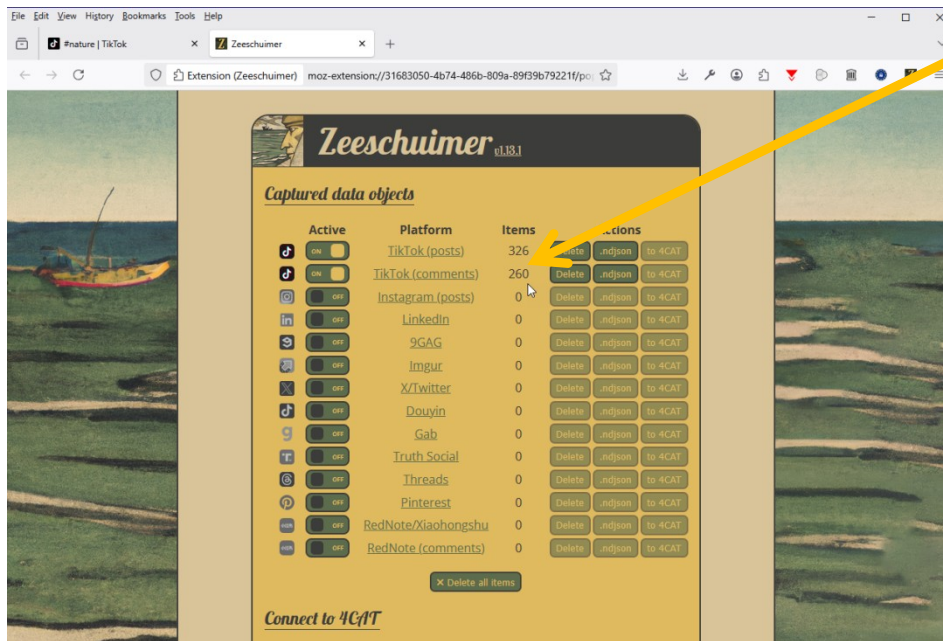 File Edit View History Bookmarks Tools Help
#nature | TikTok
Zeeschuimer
Extension (Zeeschuimer) moz-extension://31683050-4b74-486b-809a-89f39b79221f/po
Zeeschuimer v1.13.1
Captured data objects
Active Platform Items ctions
ON TikTok (posts) 326 Delete .ndjson to 4CAT
ON TikTok (comments) 260 Delete .ndjson to 4CAT
OFF Instagram (posts) 0 Delete .ndjson to 4CAT
OFF LinkedIn 0 Delete .ndjson to 4CAT
OFF 9GAG 0 Delete .ndjson to 4CAT
OFF Imgur 0 Delete .ndjson to 4CAT
OFF X/Twitter 0 Delete .ndjson to 4CAT
OFF Douyin 0 Delete .ndjson to 4CAT
OFF Gab 0 Delete .ndjson to 4CAT
OFF Truth Social 0 Delete .ndjson to 4CAT
OFF Threads 0 Delete .ndjson to 4CAT
OFF Pinterest 0 Delete .ndjson to 4CAT
OFF RedNote/Xiaohongshu 0 Delete .ndjson to 4CAT
OFF RedNote (comments) 0 Delete .ndjson to 4CAT
× Delete all items
Connect to 4CAT